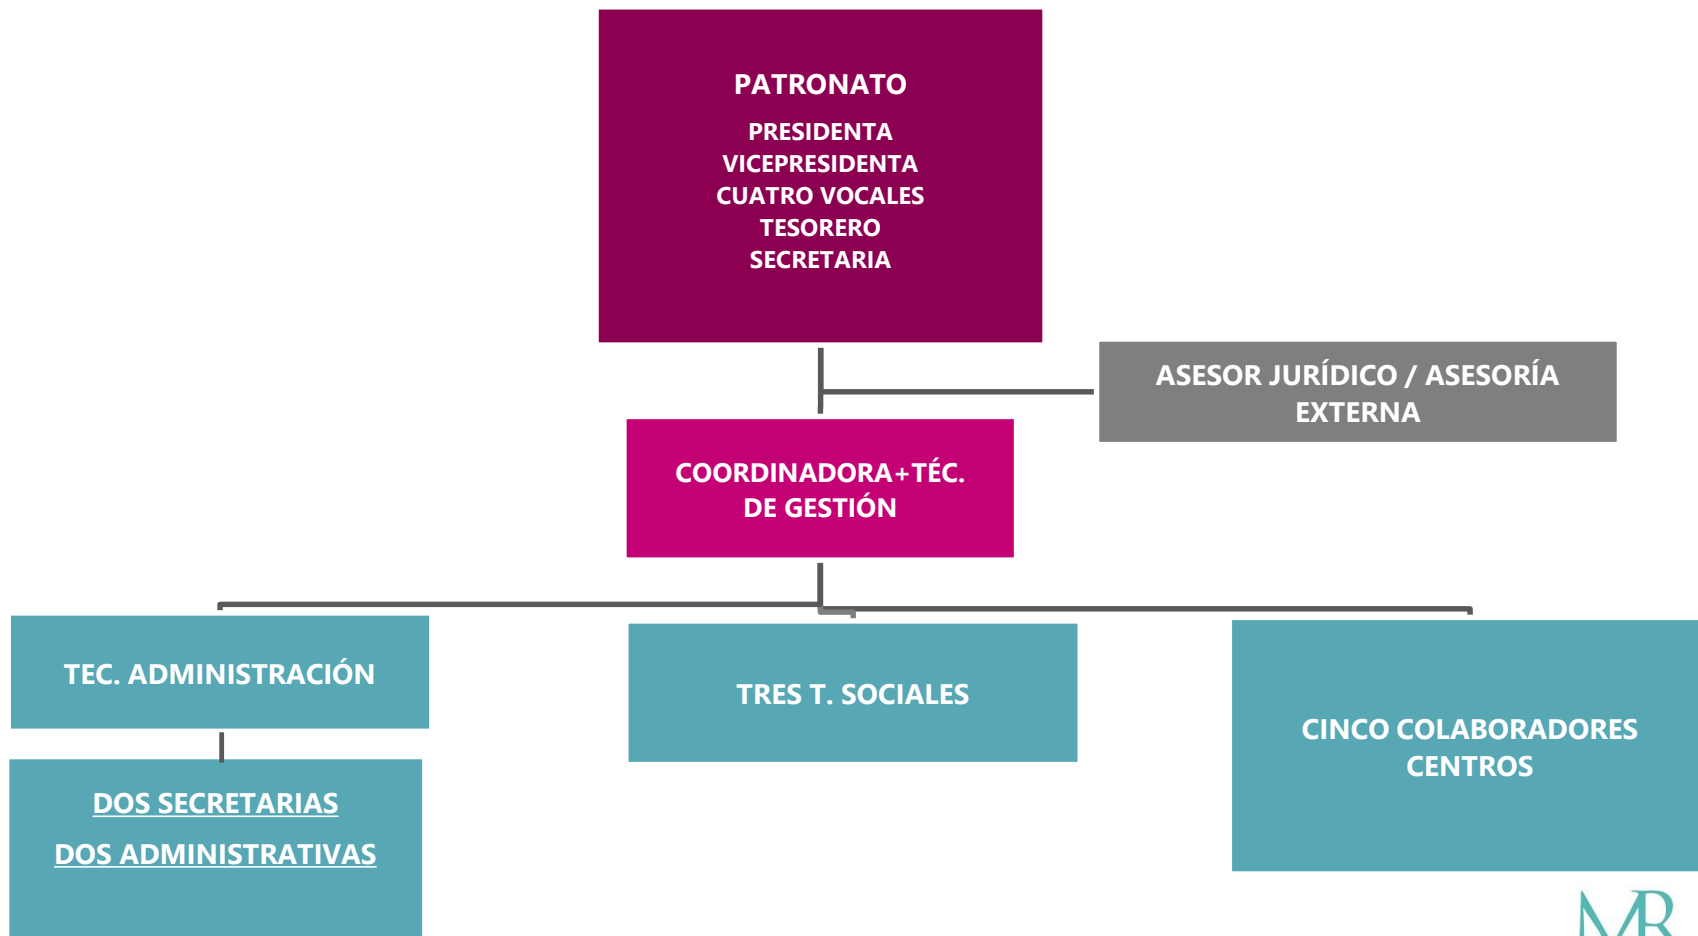 PATRONATO
PRESIDENTA
VICEPRESIDENTA
CUATRO VOCALES
TESORERO
SECRETARIA
ASESOR JURÍDICO / ASESORÍA
EXTERNA
COORDINADORA+TÉC.
DE GESTIÓN
TEC. ADMINISTRACIÓN
TRES T. SOCIALES
CINCO COLABORADORES
CENTROS
DOS SECRETARIAS
DOS ADMINISTRATIVAS
MR